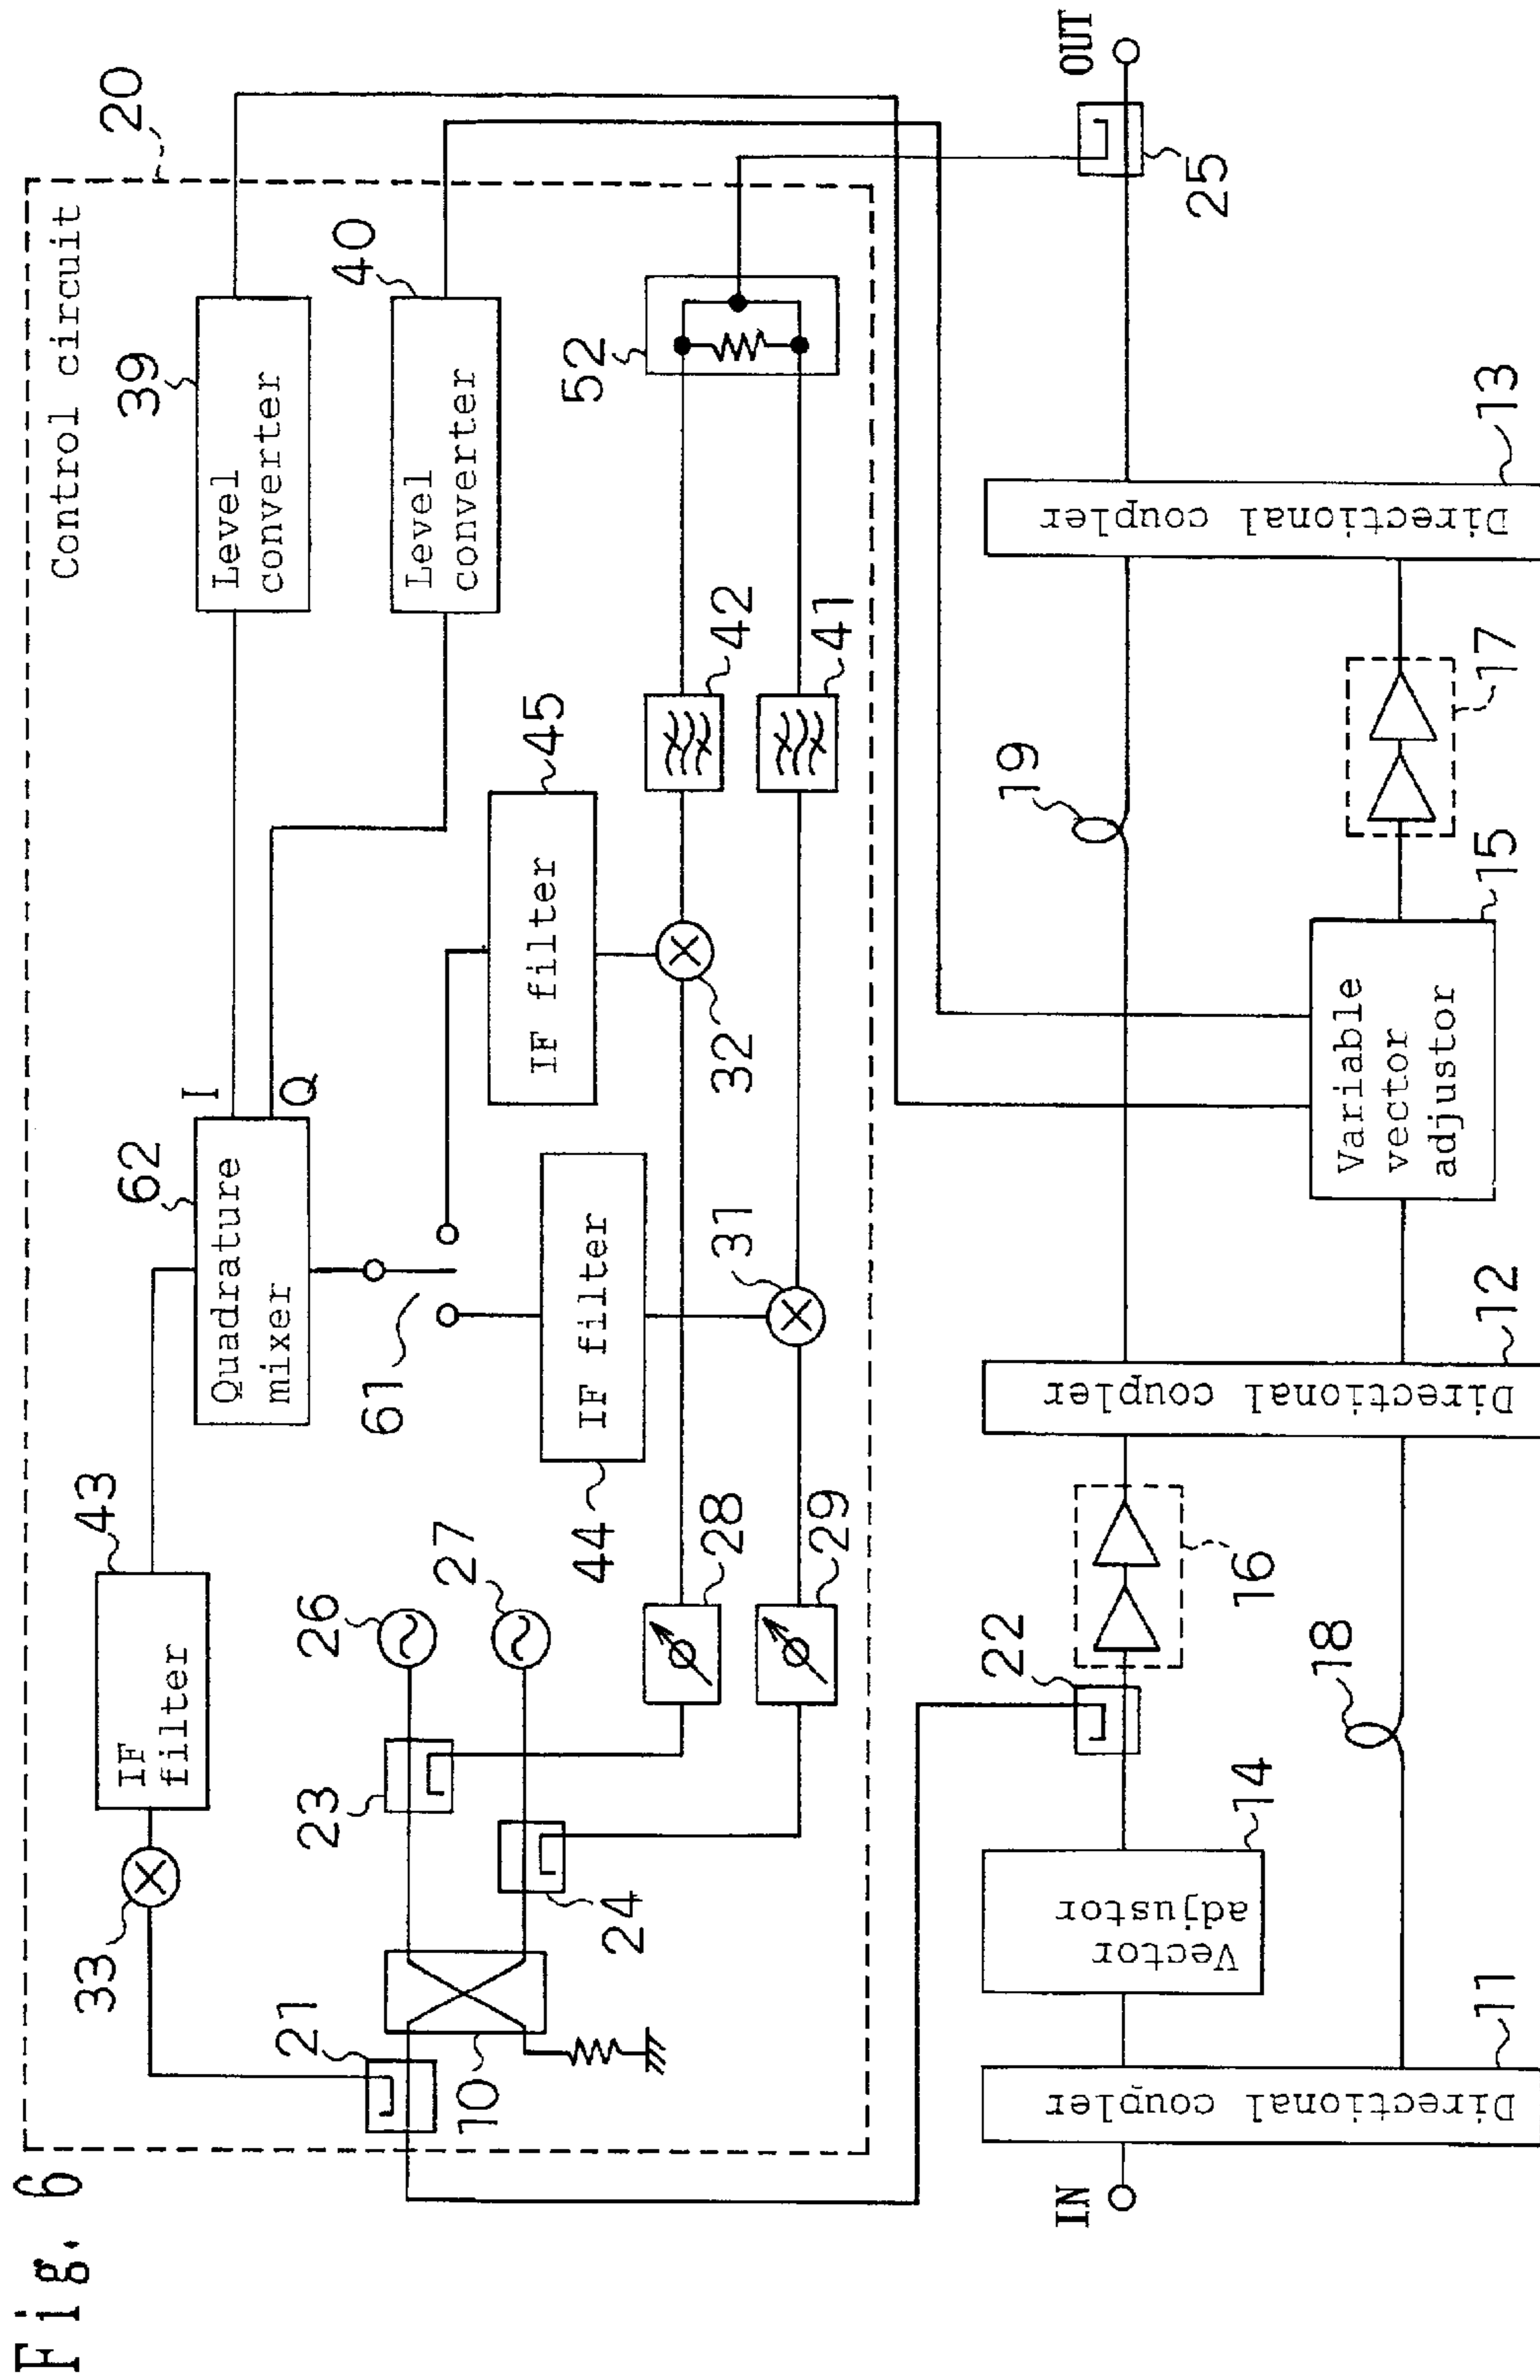 Fig. 6
Control circuit
20
33
43
IF
filter
62
Quadrature
mixer
I
Q
39
Level
converter
40
Level
converter
21
10
23
24
26
27
61
44
IF filter
45
IF filter
28
29
31
32
42
41
52
IN
11
Directional coupler
14
Vector
adjustor
22
16
18
12
Directional coupler
15
Variable
vector
adjustor
19
17
13
Directional coupler
25
OUT